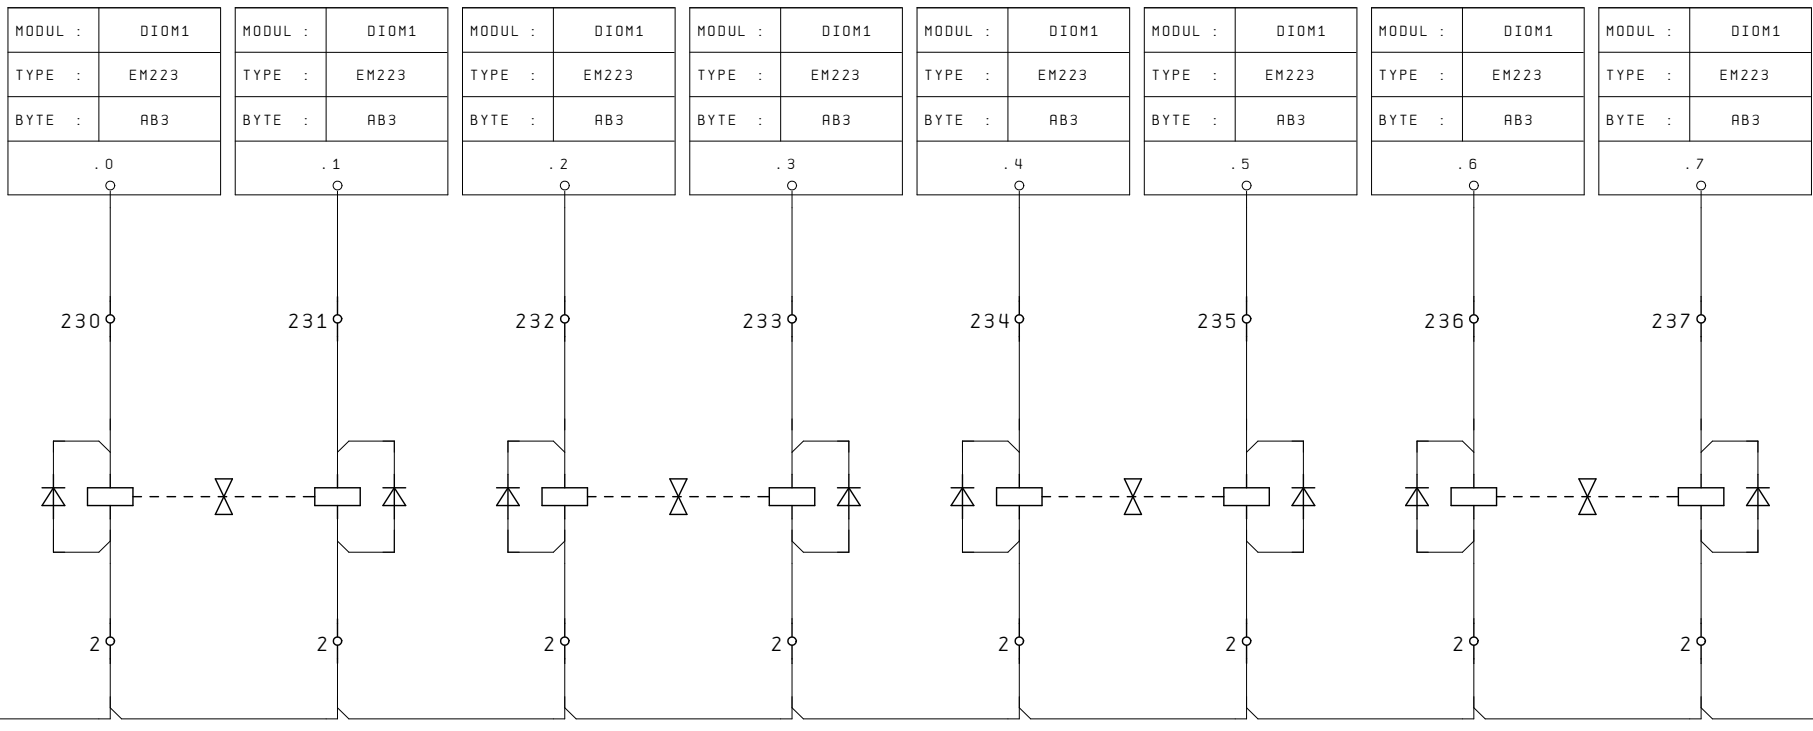 MODUL : DIOM1 MODUL : DIOM1 MODUL : DIOM1 MODUL : DIOM1 MODUL : DIOM1 MODUL : DIOM1 MODUL : DIOM1 MODUL : DIOM1
TYPE : EM223 TYPE : EM223 TYPE : EM223 TYPE : EM223 TYPE : EM223 TYPE : EM223 TYPE : EM223 TYPE : EM223
BYTE : AB3 BYTE : AB3 BYTE : AB3 BYTE : AB3 BYTE : AB3 BYTE : AB3 BYTE : AB3 BYTE : AB3
.0 .1 .2 .3 .4 .5 .6 .7
230 231 232 233 234 235 236 237
2 2 2 2 2 2 2 2